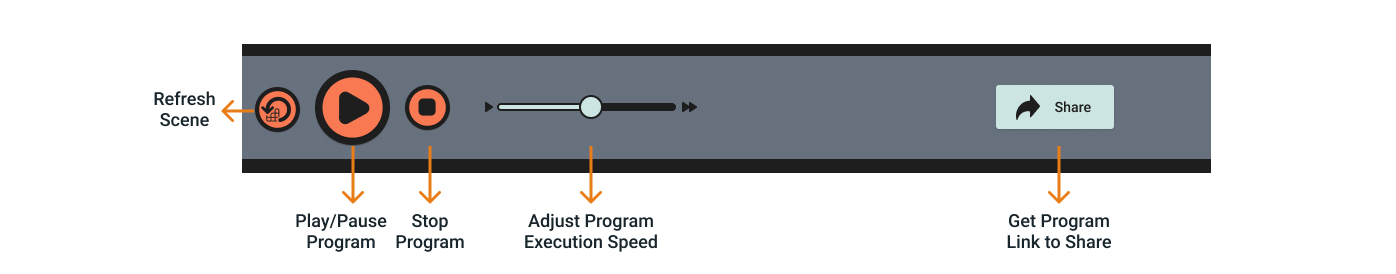 Refresh
Scene
Share
Play/Pause
Program
Stop
Program
Adjust Program
Execution Speed
Get Program
Link to Share